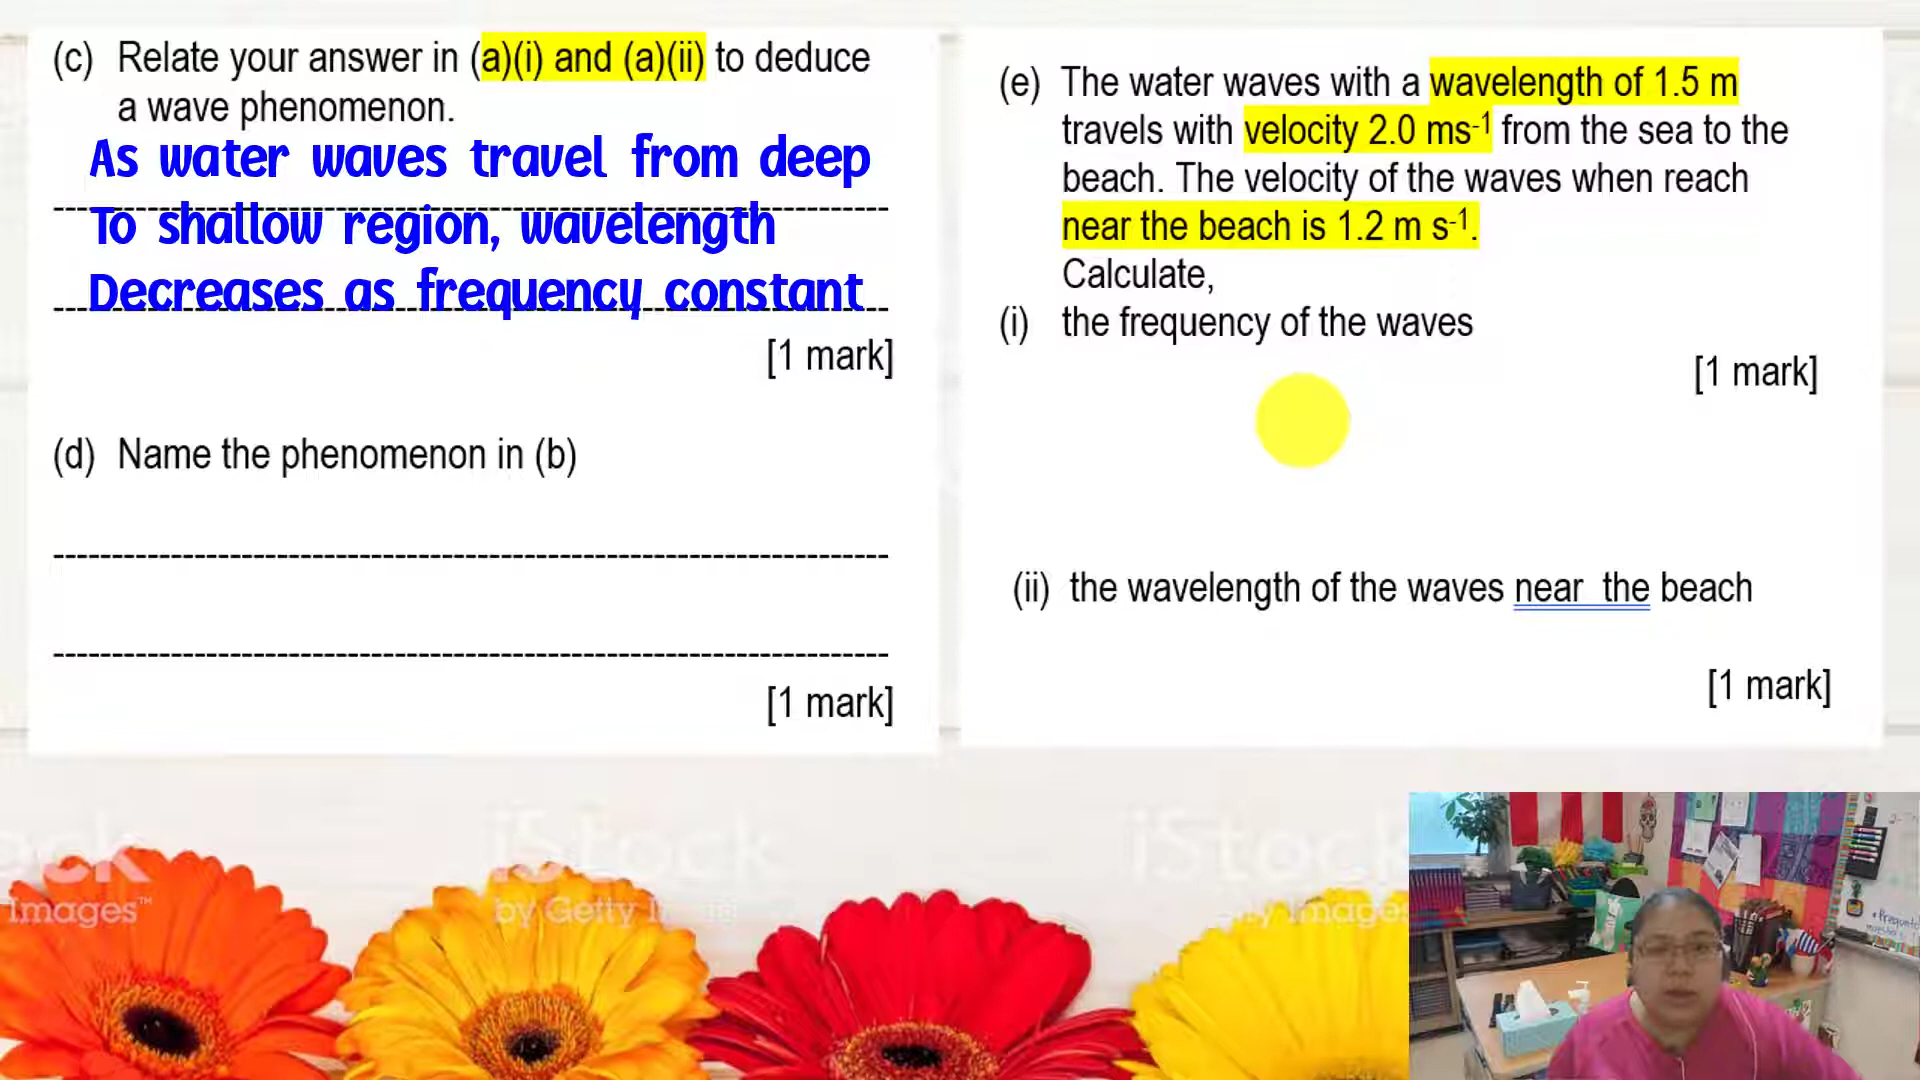 (c) Relate your answer in (a)(i) and (a)(ii) to deduce
a wave phenomenon.
As water waves travel from deep
To shallow region, wavelength
Decreases as frequency constant
[1 mark]
(d) Name the phenomenon in (b)
[1 mark]
(e) The water waves with a wavelength of 1.5 m
travels with velocity 2.0 ms-1 from the sea to the
beach. The velocity of the waves when reach
near the beach is 1.2 m s-1.
Calculate,
(i) the frequency of the waves
[1 mark]
(ii) the wavelength of the waves near the beach
[1 mark]
ock
Images™
iStock
by Getty I
iStock
Image